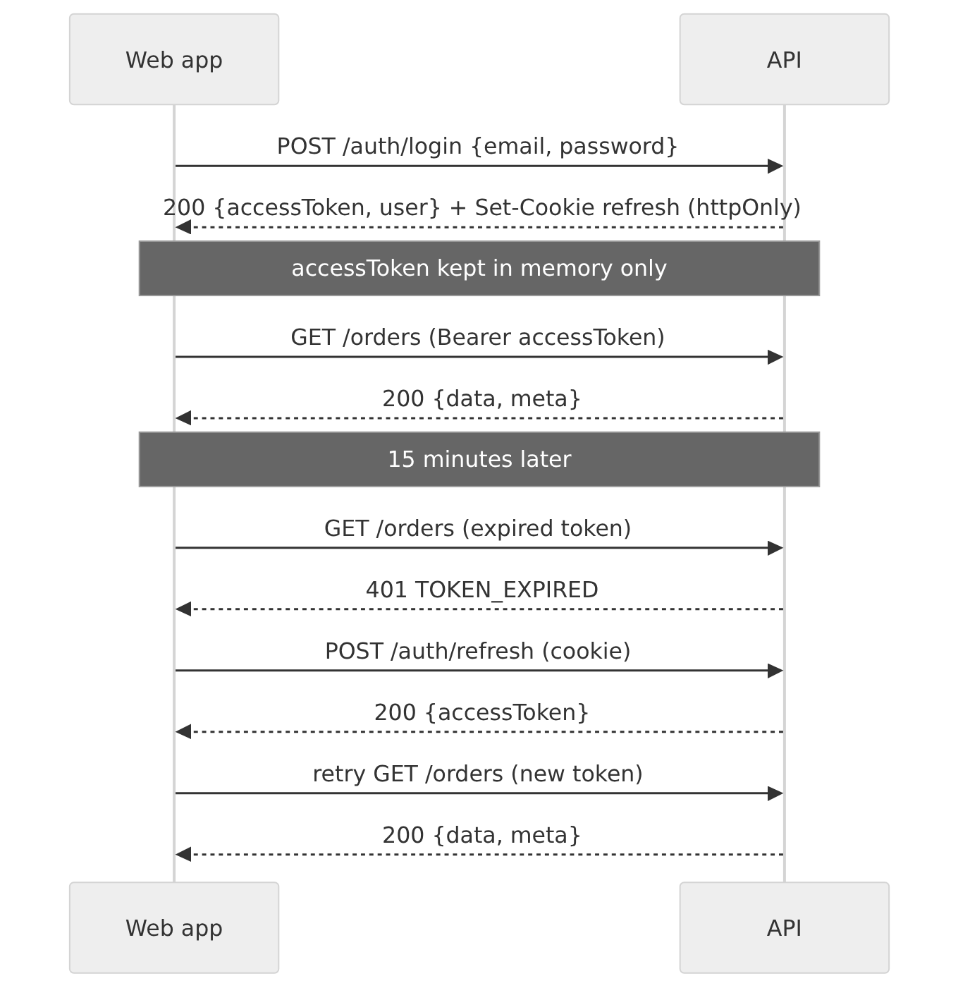 Web app
API
POST /auth/login {email, password}
200 {accessToken, user} + Set-Cookie refresh (httpOnly)
accessToken kept in memory only
GET /orders (Bearer accessToken)
200 {data, meta}
15 minutes later
GET /orders (expired token)
401 TOKEN_EXPIRED
POST /auth/refresh (cookie)
200 {accessToken}
retry GET /orders (new token)
200 {data, meta}
Web app
API